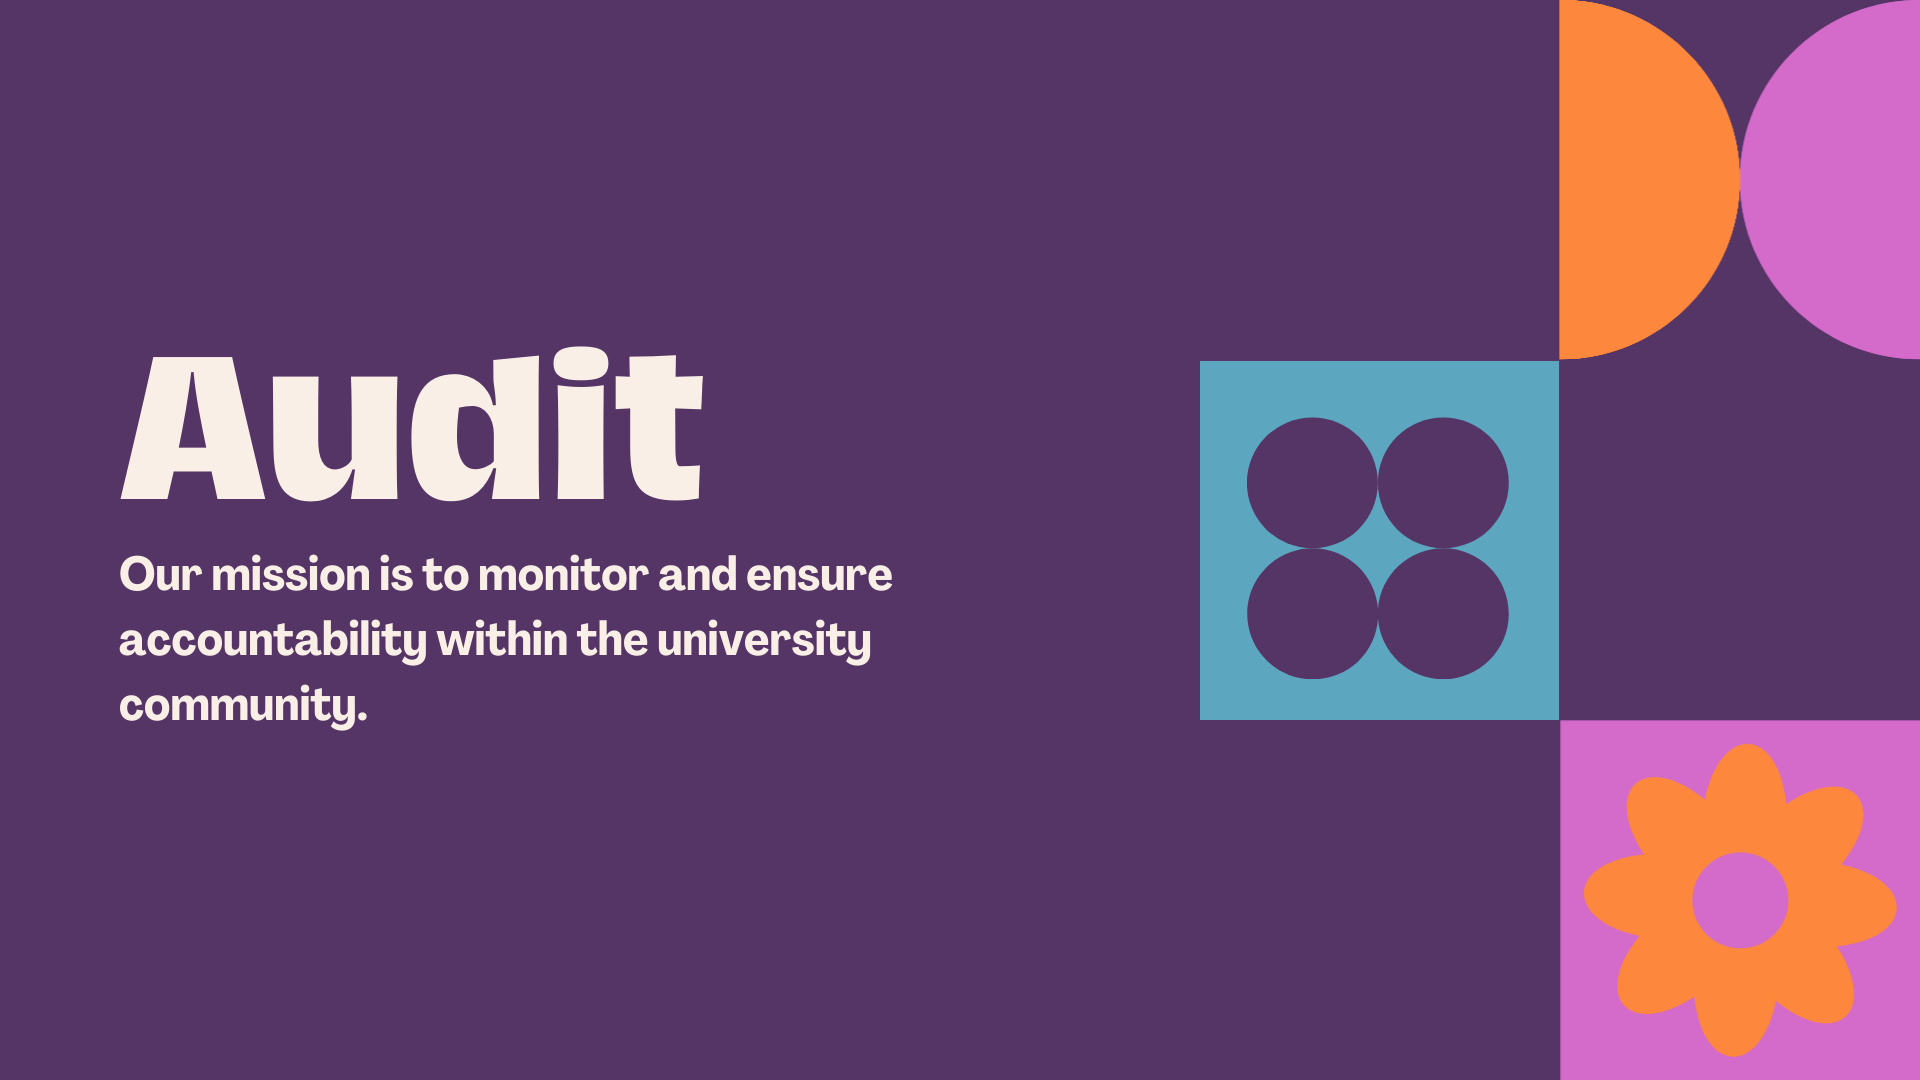 Audit
Our mission is to monitor and ensure
accountability within the university
community.